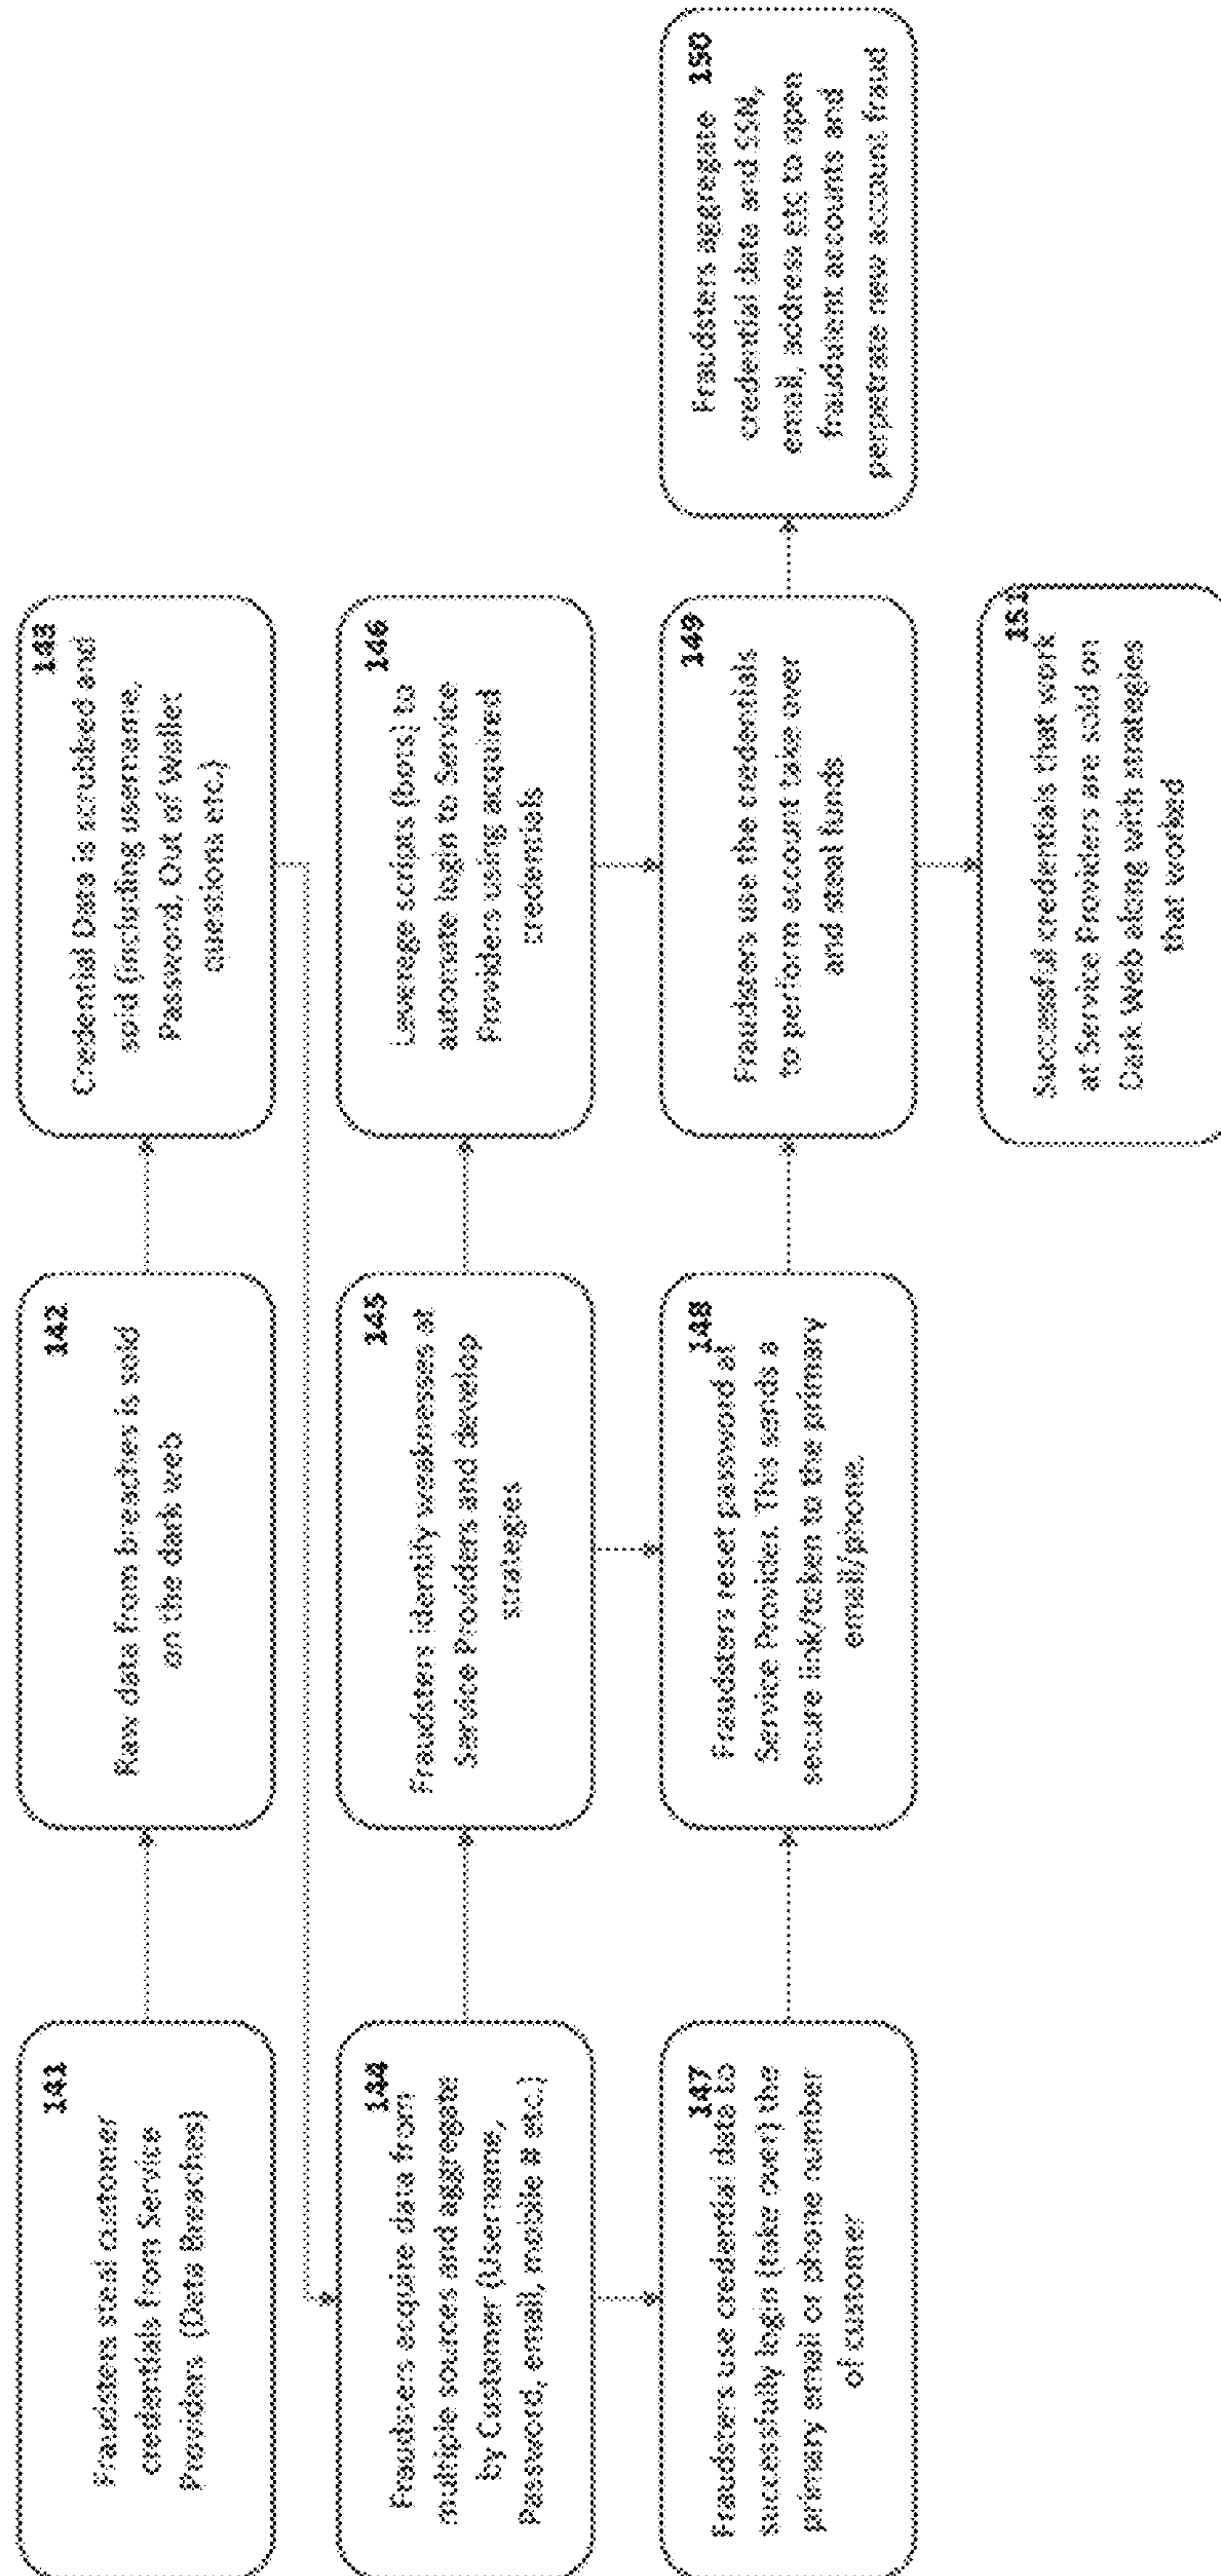 141
Fraudsters steal customer
credentials from Service
Providers (Data Breaches)
142
Raw data from breaches is sold
on the dark web
143
Credential Data is scrubbed and
sold (including username,
Password, Out of Wallet
questions etc.)
144
Fraudsters acquire data from
multiple sources and aggregate
by Customer (Username,
Password, email, mobile # etc.)
145
Fraudsters identify weaknesses at
Service Providers and develop
strategies
146
Leverage scripts (bots) to
automate login to Service
Providers using acquired
credentials
147
Fraudsters use credential data to
successfully login (take over) the
primary email or phone number
of customer
148
Fraudsters reset password at
Service Provider. This sends a
secure link/token to the primary
email/phone.
149
Fraudsters use the credentials
to perform account take over
and steal funds
Fraudsters aggregate 150
credential data and SSN,
email, address etc to open
fraudulent accounts and
perpetrate new account fraud
151
Successful credentials that work
at Service Providers are sold on
Dark Web along with strategies
that worked